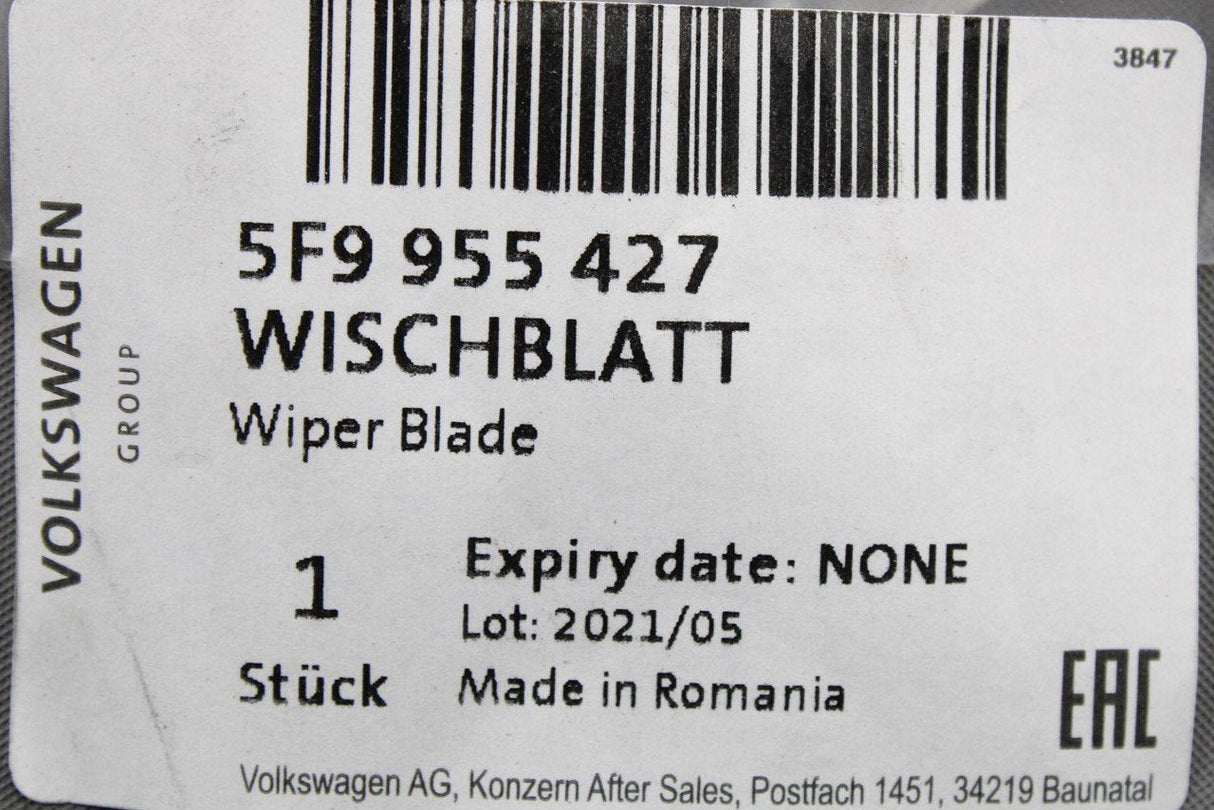 3847
VOLKSWAGEN
GROUP
5F9 955 427
WISCHBLATT
Wiper Blade
1
Stück
Expiry date: NONE
Lot: 2021/05
Made in Romania
EAC
Volkswagen AG, Konzern After Sales, Postfach 1451, 34219 Baunatal